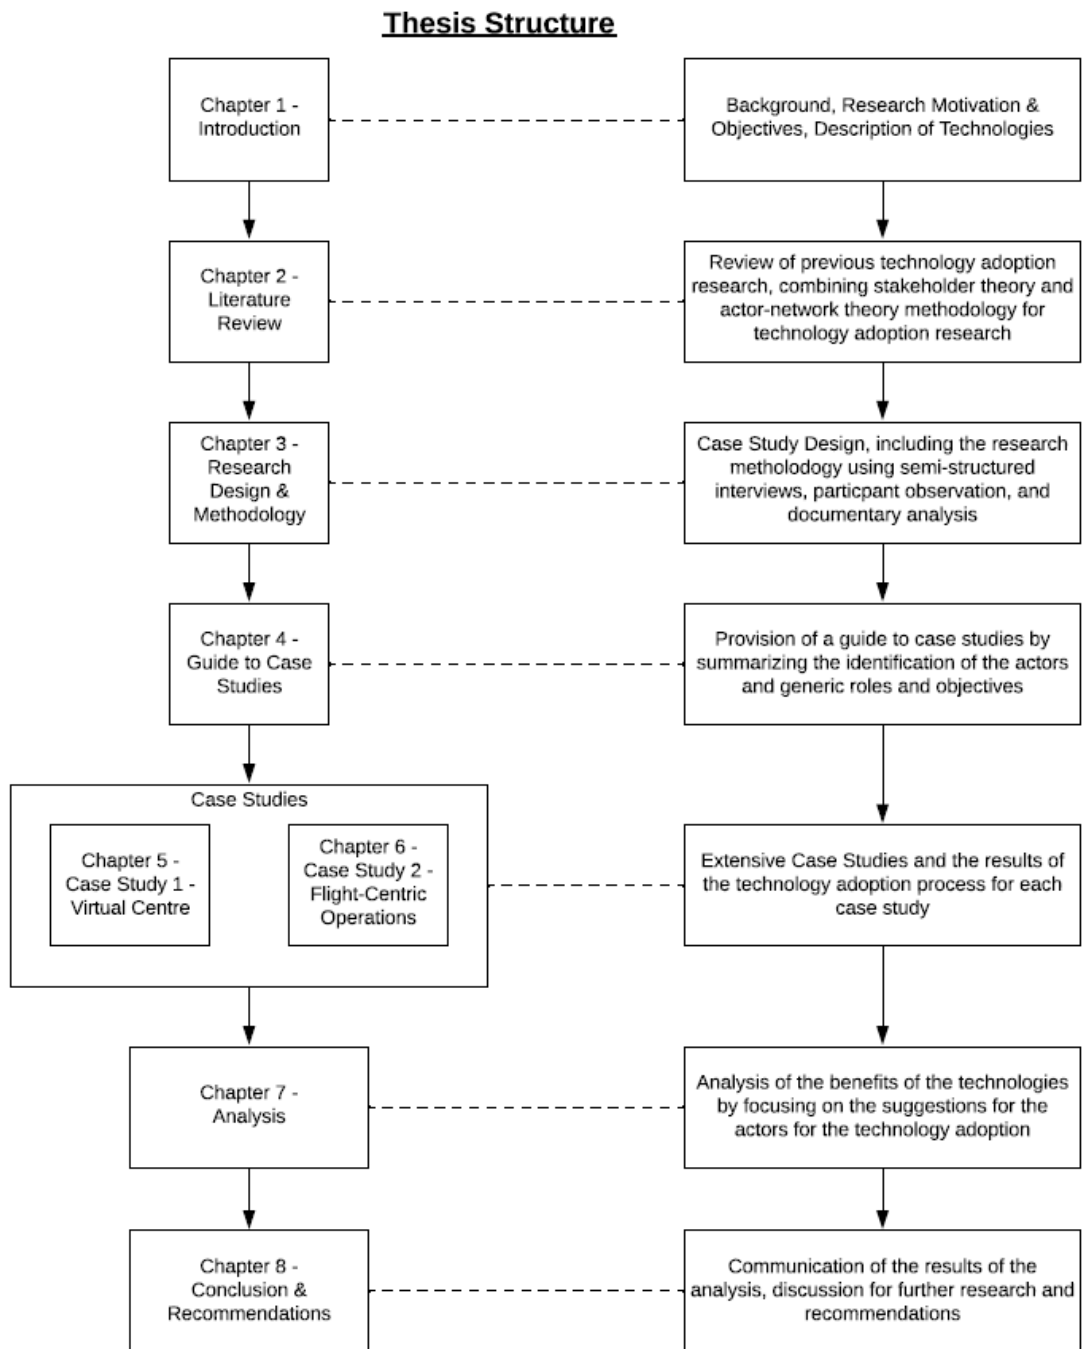 Thesis Structure
Chapter 1 -
Introduction
Background, Research Motivation &
Objectives, Description of Technologies
Chapter 2 -
Literature
Review
Review of previous technology adoption
research, combining stakeholder theory and
actor-network theory methodology for
technology adoption research
Chapter 3 -
Research
Design &
Methodology
Case Study Design, including the research
metholodogy using semi-structured
interviews, particpant observation, and
documentary analysis
Chapter 4 -
Guide to Case
Studies
Provision of a guide to case studies by
summarizing the identification of the actors
and generic roles and objectives
Case Studies
Chapter 5 -
Case Study 1 -
Virtual Centre
Chapter 6 -
Case Study 2 -
Flight-Centric
Operations
Extensive Case Studies and the results of
the technology adoption process for each
case study
Chapter 7 -
Analysis
Analysis of the benefits of the technologies
by focusing on the suggestions for the
actors for the technology adoption
Chapter 8 -
Conclusion &
Recommendations
Communication of the results of the
analysis, discussion for further research and
recommendations